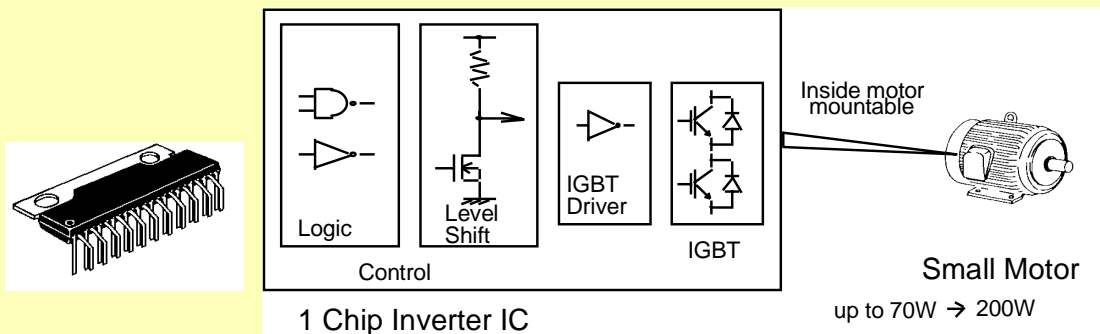 Logic
Level
Shift
IGBT
Driver
IGBT
Control
1 Chip Inverter IC
Inside motor
mountable
Small Motor
up to 70W → 200W